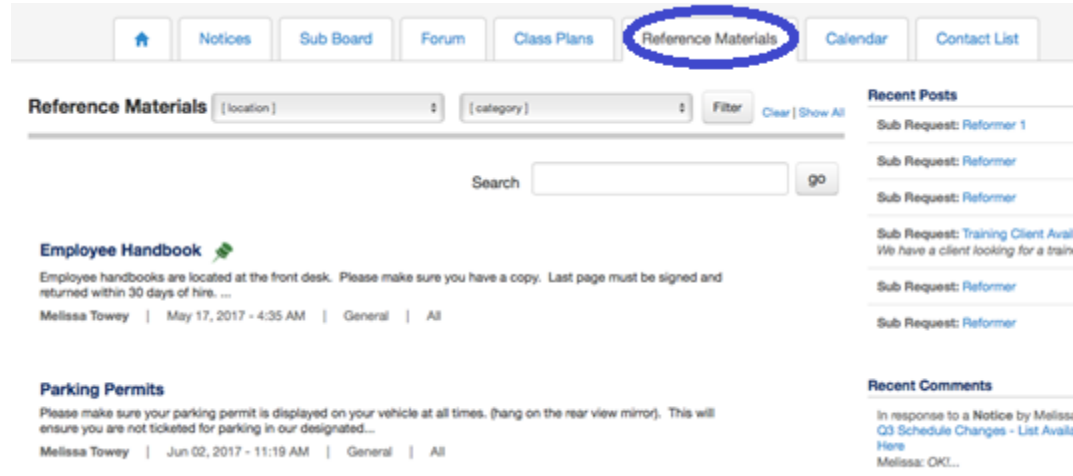 Notices
Sub Board
Forum
Class Plans
Reference Materials
Calendar
Contact List
Reference Materials
[ location ]
[ category ]
Filter
Clear | Show All
Search
go
Employee Handbook
Employee handbooks are located at the front desk. Please make sure you have a copy. Last page must be signed and
returned within 30 days of hire. ...
Melissa Towey | May 17, 2017 - 4:35 AM | General | All
Parking Permits
Please make sure your parking permit is displayed on your vehicle at all times. (hang on the rear view mirror). This will
ensure you are not ticketed for parking in our designated...
Melissa Towey | Jun 02, 2017 - 11:19 AM | General | All
Recent Posts
Sub Request: Reformer 1
Sub Request: Reformer
Sub Request: Reformer
Sub Request: Training Client Avail
We have a client looking for a train
Sub Request: Reformer
Sub Request: Reformer
Recent Comments
In response to a Notice by Melissa
Q3 Schedule Changes - List Availa
Here
Melissa: OK!...